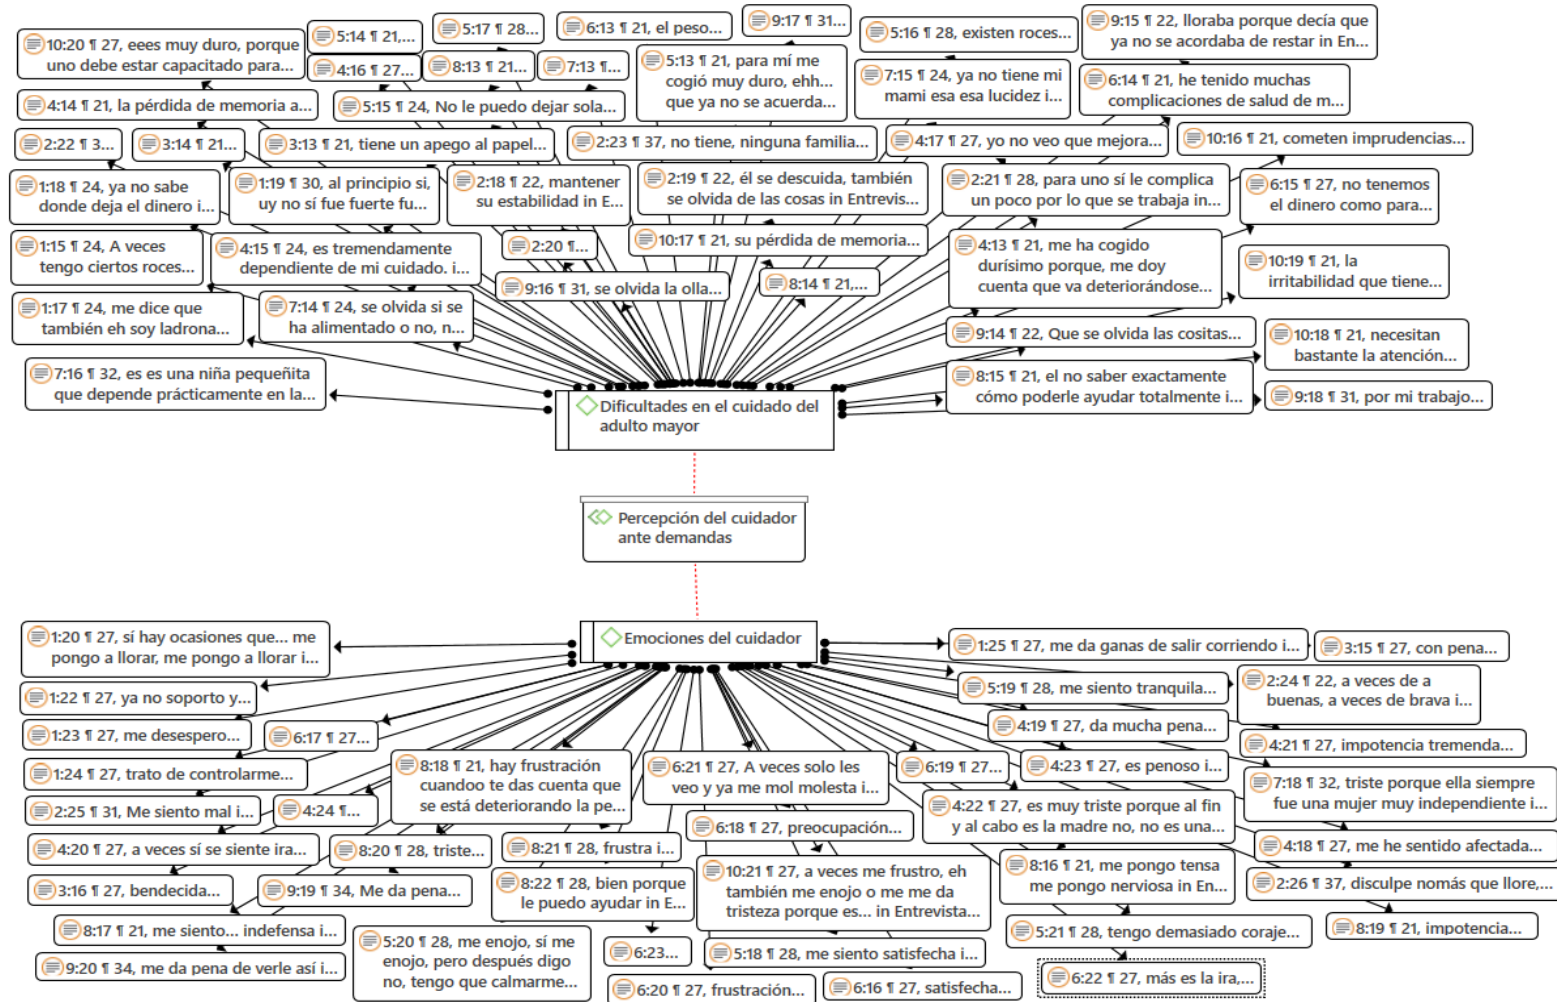 10:20 ¶ 27, eees muy duro, porque
uno debe estar capacitado para...
5:14 ¶ 21,...
5:17 ¶ 28...
6:13 ¶ 21, el peso...
9:17 ¶ 31...
5:16 ¶ 28, existen roces...
9:15 ¶ 22, lloraba porque decía que
ya no se acordaba de restar in En...
4:16 ¶ 27...
8:13 ¶ 21...
7:13 ¶...
5:13 ¶ 21, para mí me
cogió muy duro, ehh...
que ya no se acuerda...
7:15 ¶ 24, ya no tiene mi
mami esa esa lucidez i...
6:14 ¶ 21, he tenido muchas
complicaciones de salud de m...
4:14 ¶ 21, la pérdida de memoria a...
5:15 ¶ 24, No le puedo dejar sola...
2:22 ¶ 3...
3:14 ¶ 21...
3:13 ¶ 21, tiene un apego al papel...
2:23 ¶ 37, no tiene, ninguna familia...
4:17 ¶ 27, yo no veo que mejora...
10:16 ¶ 21, cometen imprudencias...
1:18 ¶ 24, ya no sabe
donde deja el dinero i...
1:19 ¶ 30, al principio si,
uy no sí fue fuerte fu...
2:18 ¶ 22, mantener
su estabilidad in E...
2:19 ¶ 22, él se descuida, también
se olvida de las cosas in Entrevis...
2:21 ¶ 28, para uno sí le complica
un poco por lo que se trabaja in...
6:15 ¶ 27, no tenemos
el dinero como para...
1:15 ¶ 24, A veces
tengo ciertos roces...
4:15 ¶ 24, es tremendamente
dependiente de mi cuidado. i...
2:20 ¶...
10:17 ¶ 21, su pérdida de memoria...
4:13 ¶ 21, me ha cogido
durísimo porque, me doy
cuenta que va deteriorándose...
10:19 ¶ 21, la
irritabilidad que tiene...
9:16 ¶ 31, se olvida la olla...
8:14 ¶ 21,...
1:17 ¶ 24, me dice que
también eh soy ladrona...
7:14 ¶ 24, se olvida si se
ha alimentado o no, n...
9:14 ¶ 22, Que se olvida las cositas...
10:18 ¶ 21, necesitan
bastante la atención...
7:16 ¶ 32, es es una niña pequeñita
que depende prácticamente en la...
8:15 ¶ 21, el no saber exactamente
cómo poderle ayudar totalmente i...
9:18 ¶ 31, por mi trabajo...
Dificultades en el cuidado del
adulto mayor
Percepción del cuidador
ante demandas
Emociones del cuidador
1:20 ¶ 27, sí hay ocasiones que... me
pongo a llorar, me pongo a llorar i...
1:25 ¶ 27, me da ganas de salir corriendo i...
3:15 ¶ 27, con pena...
1:22 ¶ 27, ya no soporto y...
5:19 ¶ 28, me siento tranquila...
2:24 ¶ 22, a veces de a
buenas, a veces de brava i...
1:23 ¶ 27, me desespero...
6:17 ¶ 27...
4:19 ¶ 27, da mucha pena...
4:21 ¶ 27, impotencia tremenda...
1:24 ¶ 27, trato de controlarme...
8:18 ¶ 21, hay frustración
cuandoo te das cuenta que
se está deteriorando la pe...
6:21 ¶ 27, A veces solo les
veo y ya me mol molesta i...
6:19 ¶ 27...
4:23 ¶ 27, es penoso i...
7:18 ¶ 32, triste porque ella siempre
fue una mujer muy independiente i...
2:25 ¶ 31, Me siento mal i...
4:24 ¶...
4:22 ¶ 27, es muy triste porque al fin
y al cabo es la madre no, no es una...
6:18 ¶ 27, preocupación...
4:20 ¶ 27, a veces sí se siente ira...
8:20 ¶ 28, triste...
8:21 ¶ 28, frustra i...
4:18 ¶ 27, me he sentido afectada...
3:16 ¶ 27, bendecida...
9:19 ¶ 34, Me da pena...
8:22 ¶ 28, bien porque
le puedo ayudar in E...
10:21 ¶ 27, a veces me frustro, eh
también me enojo o me me da
tristeza porque es... in Entrevista...
8:16 ¶ 21, me pongo tensa
me pongo nerviosa in En...
2:26 ¶ 37, disculpe nomás que llore,...
8:17 ¶ 21, me siento... indefensa i...
5:20 ¶ 28, me enojo, sí me
enojo, pero después digo
no, tengo que calmarme...
5:21 ¶ 28, tengo demasiado coraje...
8:19 ¶ 21, impotencia...
9:20 ¶ 34, me da pena de verle así i...
6:23...
5:18 ¶ 28, me siento satisfecha i...
6:20 ¶ 27, frustración...
6:16 ¶ 27, satisfecha...
6:22 ¶ 27, más es la ira,...